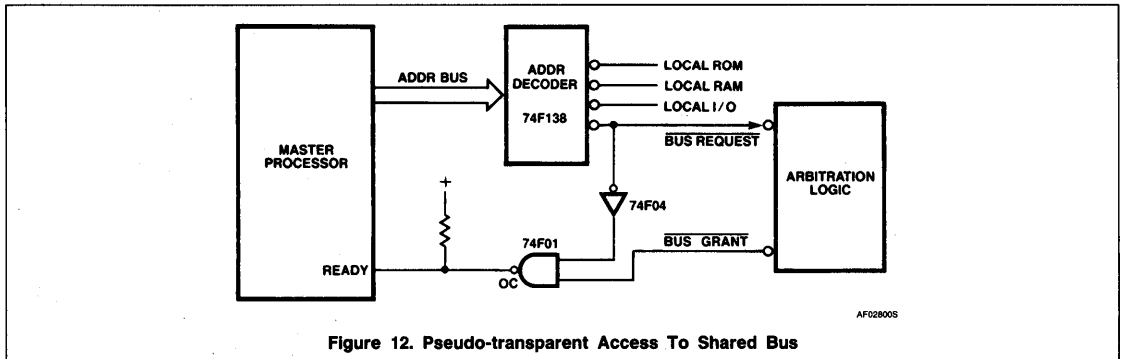 MASTER
PROCESSOR
READY
ADDR BUS
ADDR
DECODER
74F138
LOCAL ROM
LOCAL RAM
LOCAL I/O
BUS REQUEST
ARBITRATION
LOGIC
74F04
BUS GRANT
+
74F01
OC
AF02800S
Figure 12. Pseudo-transparent Access To Shared Bus